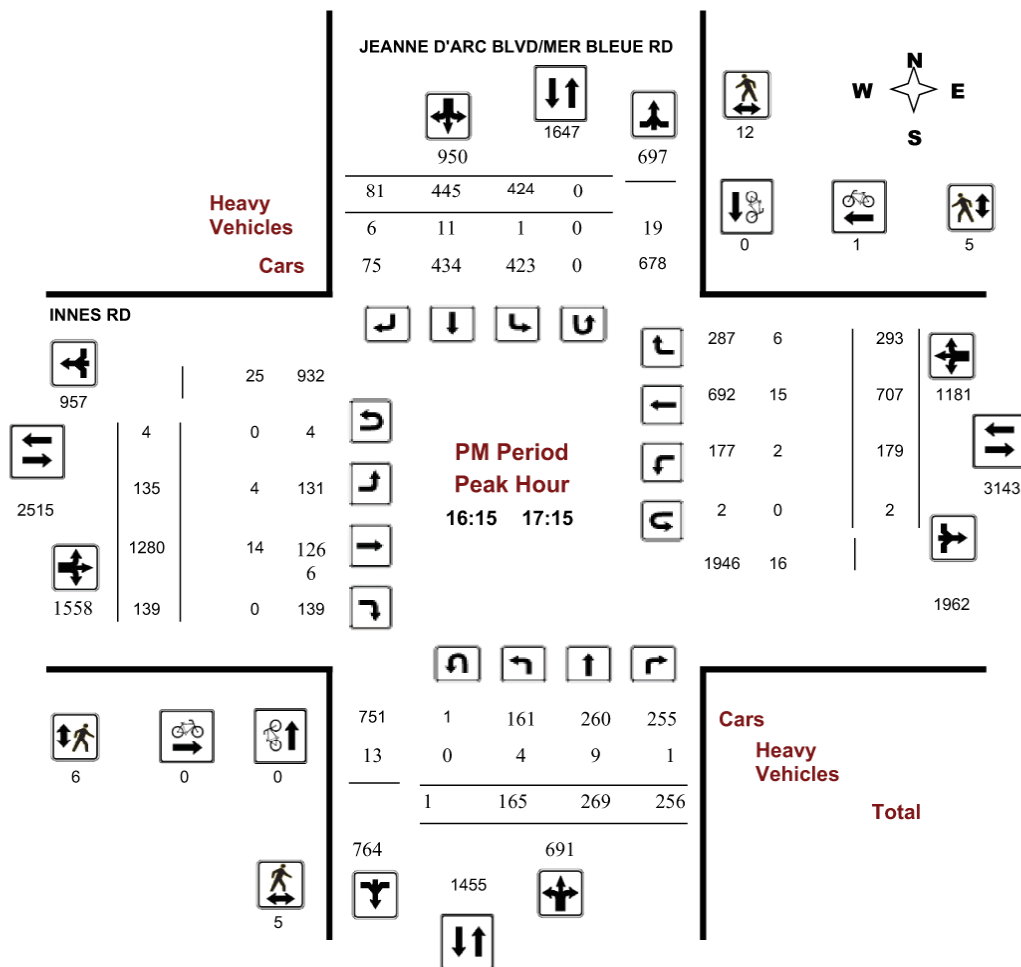 JEANNE D'ARC BLVD/MER BLEUE RD
N
W E
S
1647
12
950 697
81 445 424 0
Heavy
Vehicles
6 11 1 0 19
0 1 5
Cars 75 434 423 0 678
INNES RD
287 6 293
25 932
957
692 15 707 1181
4 0 4
PM Period
177 2 179
Peak Hour
135 4 131
3143
2515
16:15 17:15
2 0 2
1280 14 126
6
1946 16
1558 139 0 139
1962
751 1 161 260 255 Cars
13 0 4 9 1 Heavy
Vehicles
6 0 0
1 165 269 256 Total
764 691
1455
5